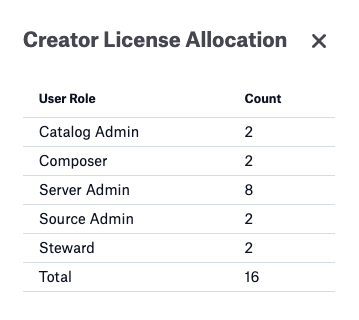 Creator License Allocation
User Role Count
Catalog Admin 2
Composer 2
Server Admin 8
Source Admin 2
Steward 2
Total 16